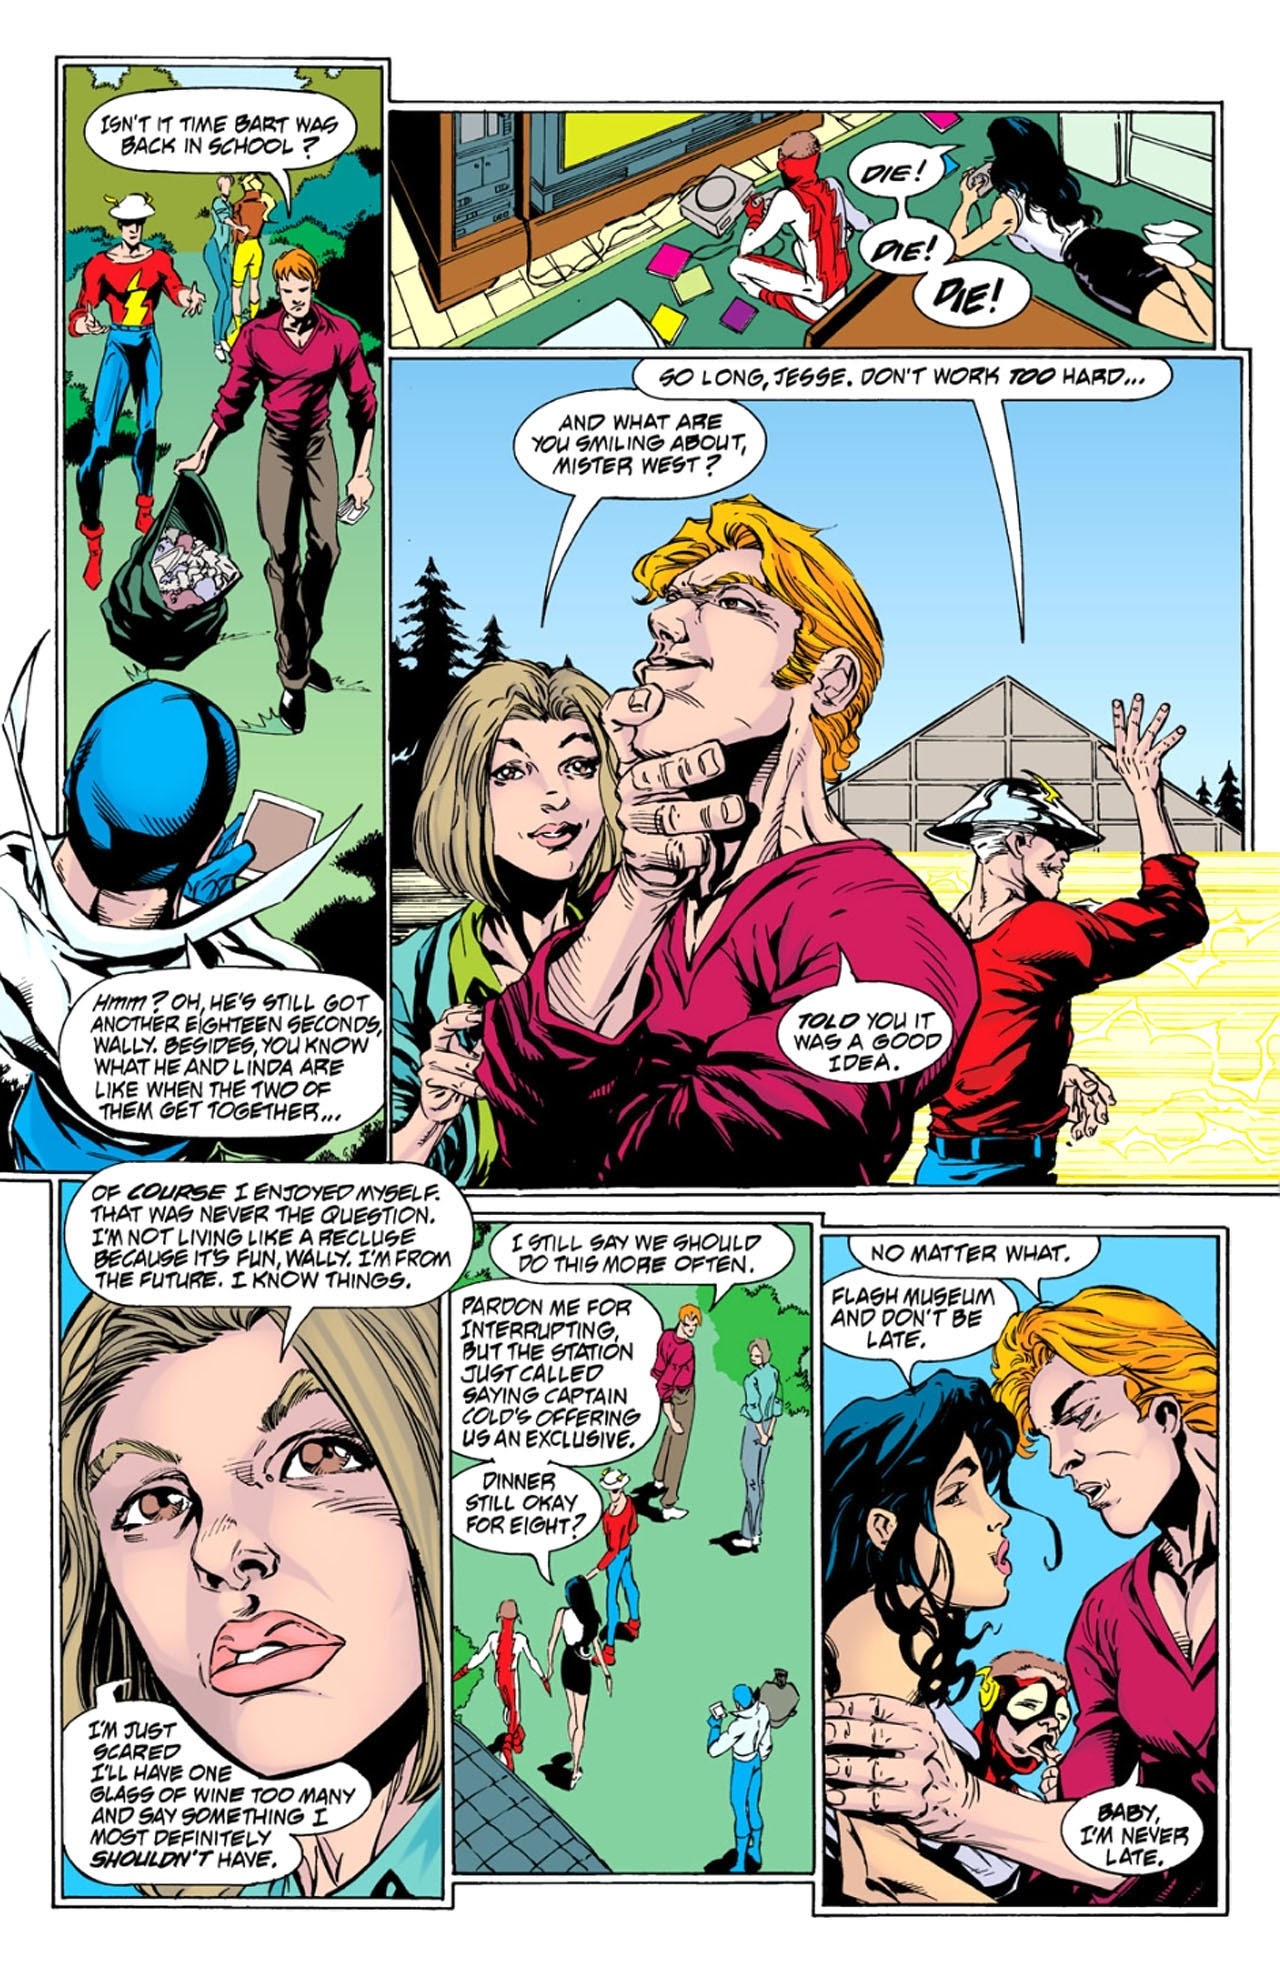 ISN'T IT TIME BART WAS
BACK IN SCHOOL?
Hmm? OH, HE'S STILL GOT
ANOTHER EIGHTEEN SECONDS,
WALLY. BESIDES, YOU KNOW
WHAT HE AND LINDA ARE
LIKE WHEN THE TWO OF
THEM GET TOGETHER...
DIE!
DIE!
DIE!
SO LONG, JESSE. DON'T WORK TOO HARD...
AND WHAT ARE
YOU SMILING ABOUT,
MISTER WEST?
TOLD YOU IT
WAS A GOOD
IDEA.
OF COURSE I ENJOYED MYSELF.
THAT WAS NEVER THE QUESTION.
I'M NOT LIVING LIKE A RECLUSE
BECAUSE IT'S FUN, WALLY. I'M FROM
THE FUTURE. I KNOW THINGS.
I'M JUST
SCARED
I'LL HAVE ONE
GLASS OF WINE TOO MANY
AND SAY SOMETHING I
MOST DEFINITELY
SHOULDN'T HAVE.
I STILL SAY WE SHOULD
DO THIS MORE OFTEN.
PARDON ME FOR
INTERRUPTING,
BUT THE STATION
JUST CALLED
SAYING CAPTAIN
COLD'S OFFERING
US AN EXCLUSIVE.
DINNER
STILL OKAY
FOR EIGHT?
NO MATTER WHAT.
FLASH MUSEUM
AND DON'T BE
LATE.
BABY,
I'M NEVER
LATE.